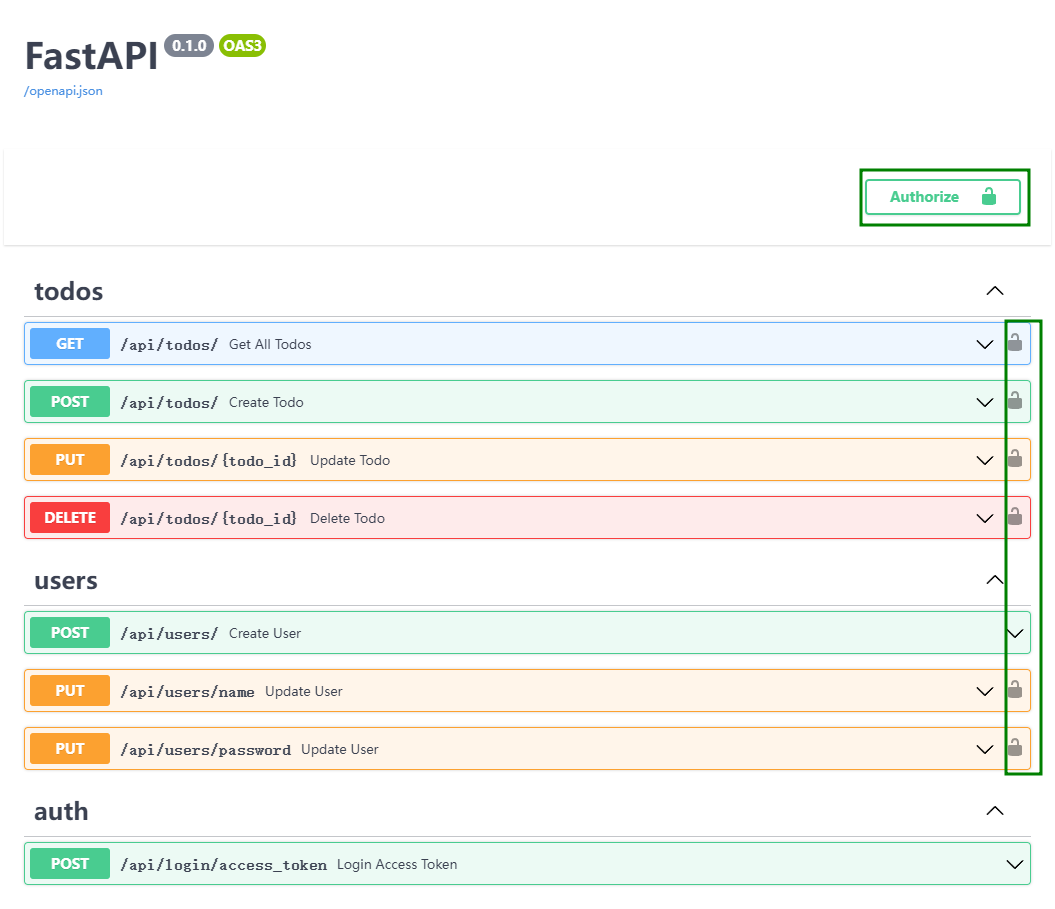 FastAPI 0.1.0 OAS3
/openapi.json
Authorize
todos
GET /api/todos/ Get All Todos
POST /api/todos/ Create Todo
PUT /api/todos/{todo_id} Update Todo
DELETE /api/todos/{todo_id} Delete Todo
users
POST /api/users/ Create User
PUT /api/users/name Update User
PUT /api/users/password Update User
auth
POST /api/login/access_token Login Access Token